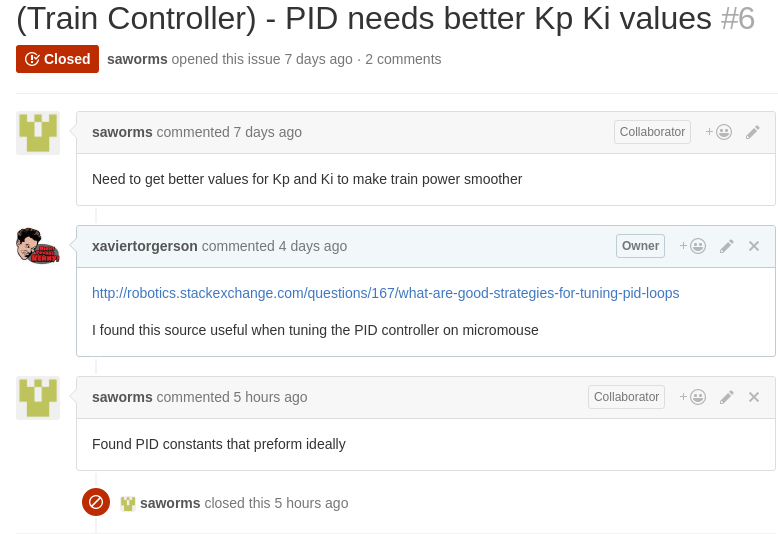 (Train Controller) - PID needs better Kp Ki values #6
Closed saworms opened this issue 7 days ago · 2 comments
saworms commented 7 days ago Collaborator +
Need to get better values for Kp and Ki to make train power smoother
xaviertorgerson commented 4 days ago Owner +
http://robotics.stackexchange.com/questions/167/what-are-good-strategies-for-tuning-pid-loops
I found this source useful when tuning the PID controller on micromouse
saworms commented 5 hours ago Collaborator +
Found PID constants that preform ideally
saworms closed this 5 hours ago